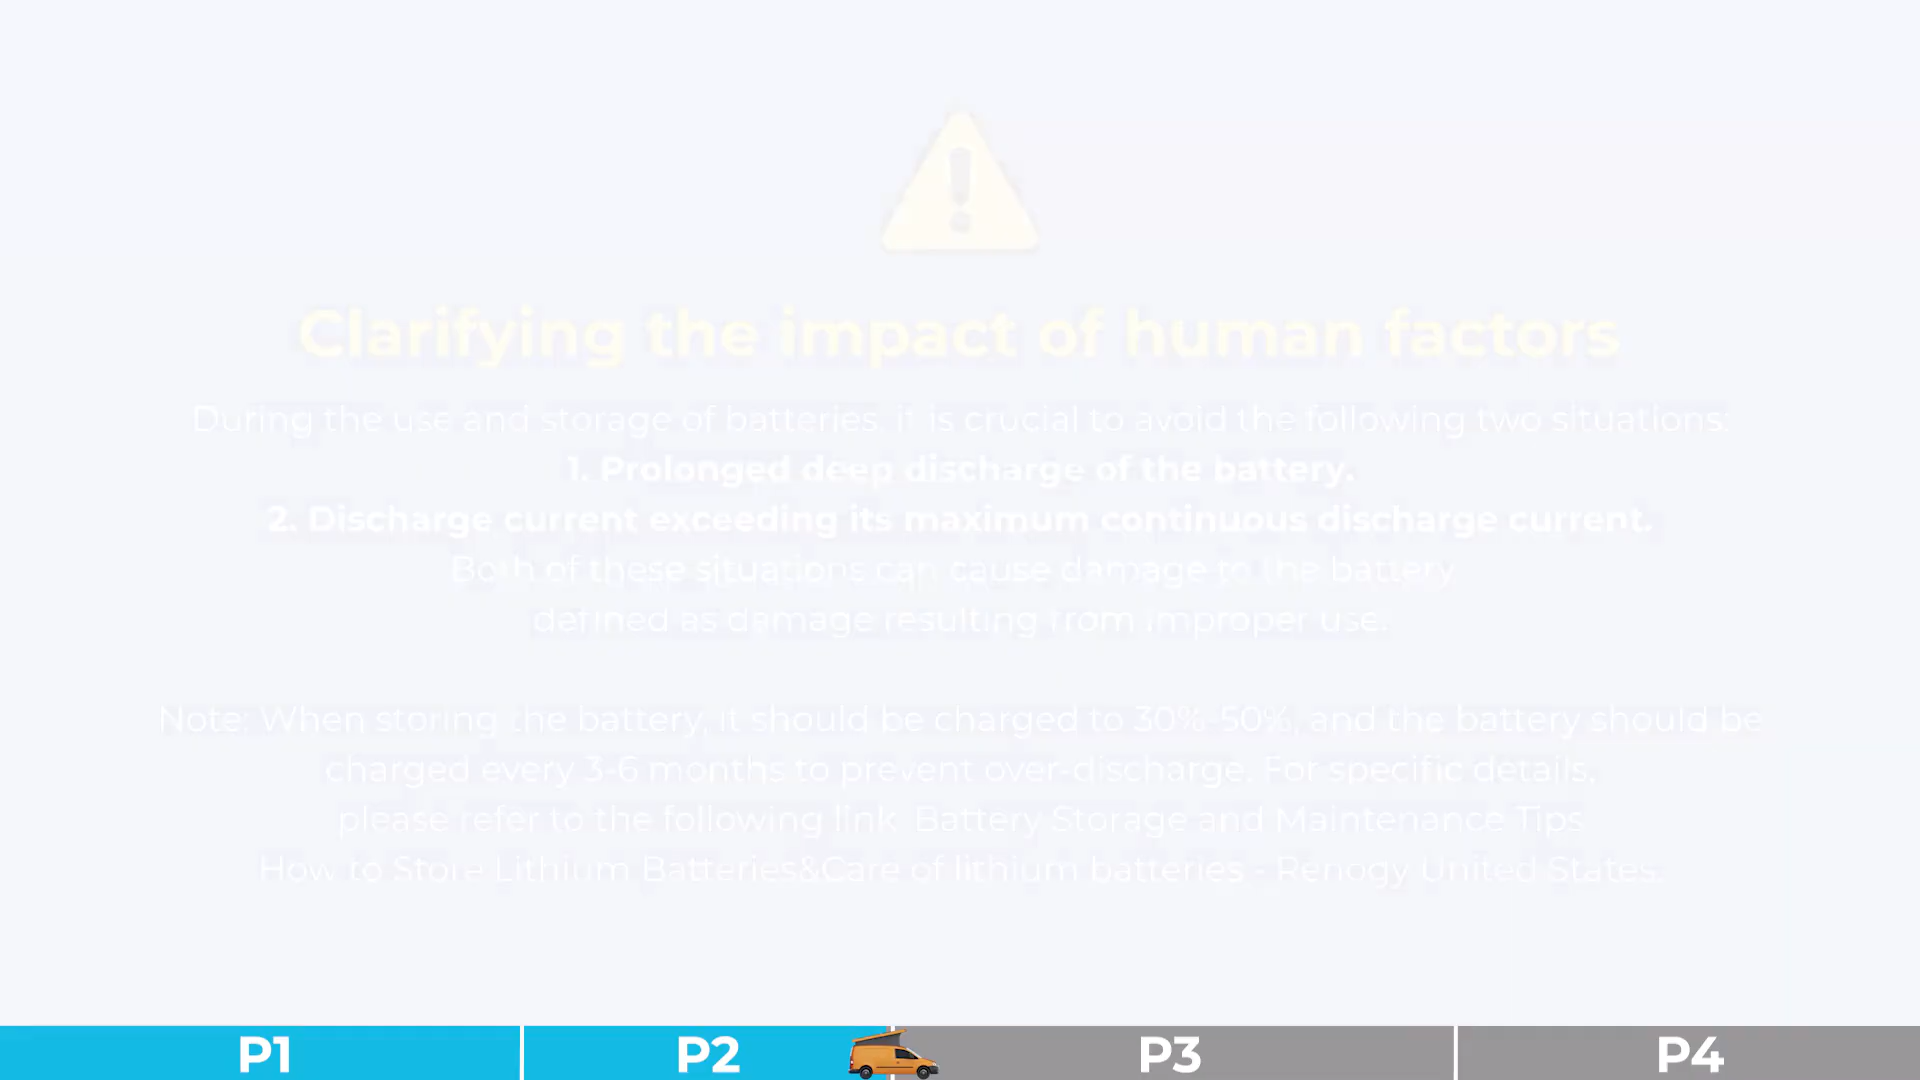 Clarifying the impact of human factors
During the use and storage of batteries, it is crucial to avoid the following two situations:
1. Prolonged deep discharge of the battery.
2. Discharge current exceeding its maximum continuous discharge current.
Both of these situations can cause damage to the battery
defined as damage resulting from improper use.
Note: When storing the battery, it should be charged to 30%-50%, and the battery should be
charged every 3-6 months to prevent over-discharge. For specific details,
please refer to the following link: Battery Storage and Maintenance Tips
How to Store Lithium Batteries&Care of lithium batteries - Renogy United States.
P1 P2 P3 P4